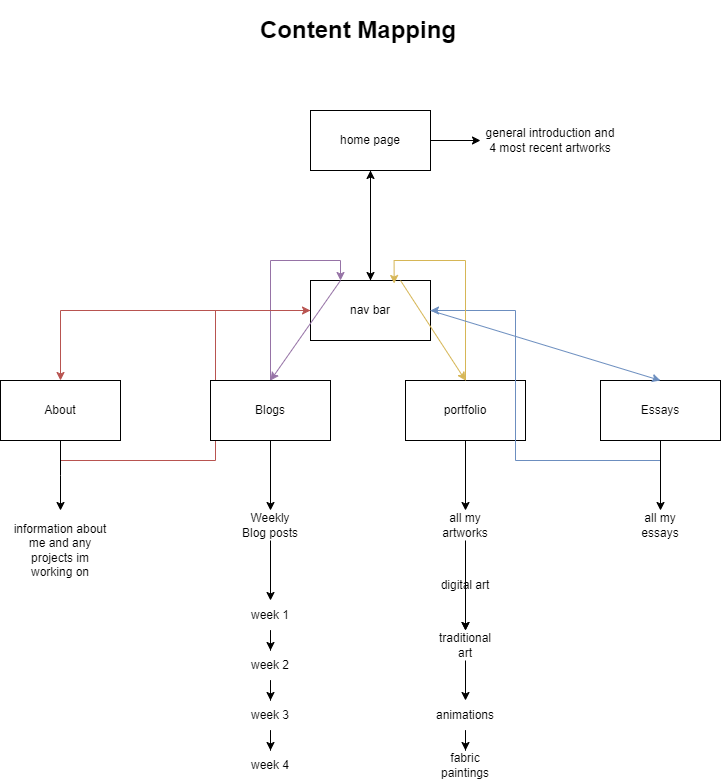 Content Mapping
home page
general introduction and
4 most recent artworks
nav bar
About
Blogs
portfolio
Essays
information about
me and any
projects im
working on
Weekly
Blog posts
week 1
week 2
week 3
week 4
all my
artworks
digital art
traditional
art
animations
fabric
paintings
all my
essays